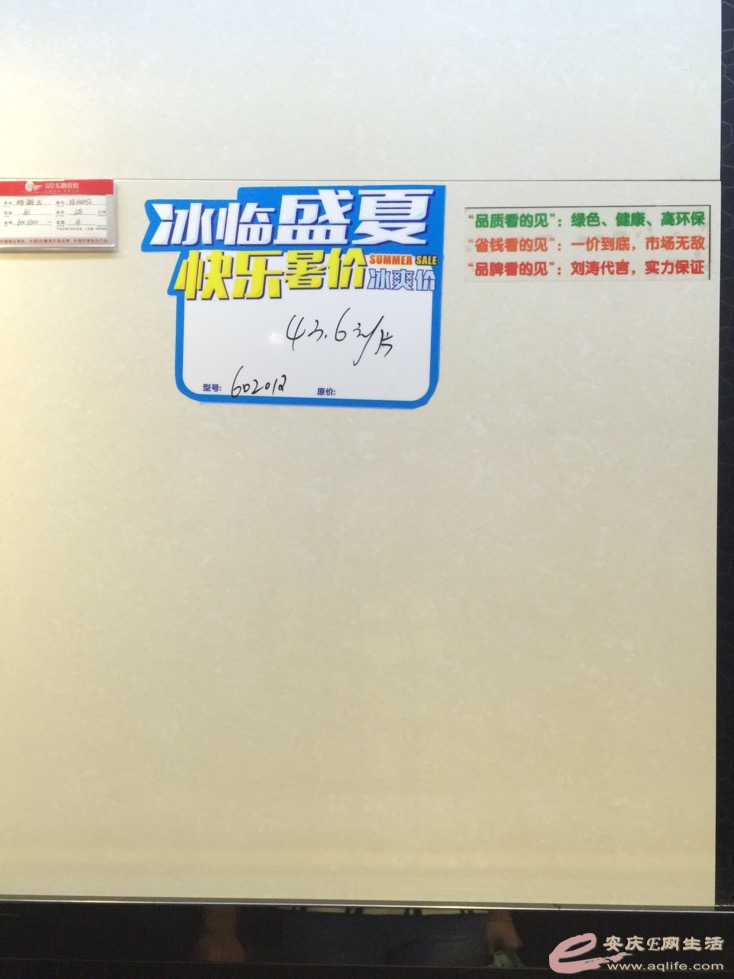 冰临盛夏
快乐暑价
SUMMER SALE
冰爽价
43.6元/片
型号: 602012
原价:
"品质看的见": 绿色、健康、高环保
"省钱看的见": 一价到底，市场无敌
"品牌看的见": 刘涛代言，实力保证
安庆E网生活
www.aqlife.com